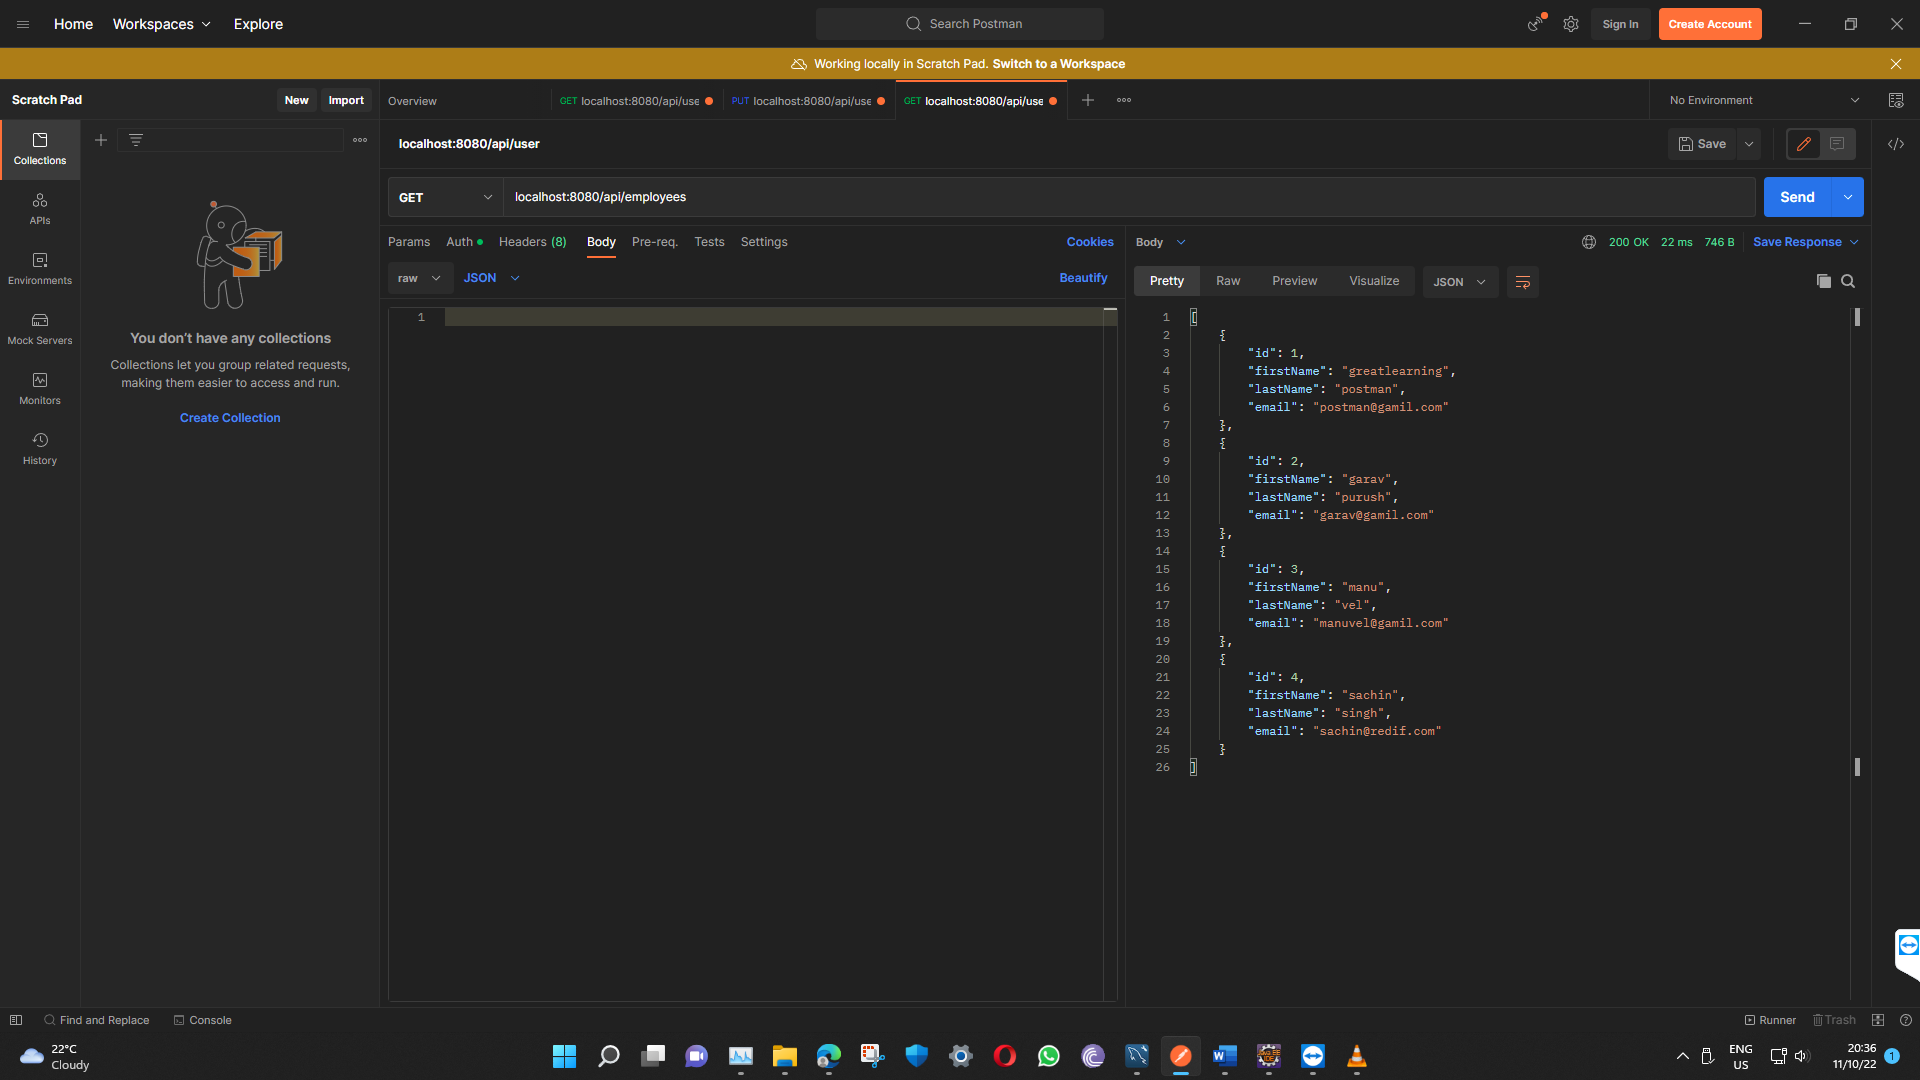 Home Workspaces Explore
Search Postman
Sign In Create Account
Working locally in Scratch Pad. Switch to a Workspace
Scratch Pad New Import
Overview
GET localhost:8080/api/use
PUT localhost:8080/api/use
GET localhost:8080/api/use
No Environment
Collections
APIs
Environments
Mock Servers
Monitors
History
You don't have any collections
Collections let you group related requests,
making them easier to access and run.
Create Collection
localhost:8080/api/user
Save
GET localhost:8080/api/employees
Send
Params Auth Headers (8) Body Pre-req. Tests Settings Cookies
raw JSON Beautify
1
Body 200 OK 22 ms 746 B Save Response
Pretty Raw Preview Visualize JSON
1 [
2 {
3 "id": 1,
4 "firstName": "greatlearning",
5 "lastName": "postman",
6 "email": "postman@gamil.com"
7 },
8 {
9 "id": 2,
10 "firstName": "garav",
11 "lastName": "purush",
12 "email": "garav@gamil.com"
13 },
14 {
15 "id": 3,
16 "firstName": "manu",
17 "lastName": "vel",
18 "email": "manuvel@gamil.com"
19 },
20 {
21 "id": 4,
22 "firstName": "sachin",
23 "lastName": "singh",
24 "email": "sachin@redif.com"
25 }
26 ]
Find and Replace Console
Runner Trash
22°C
Cloudy
ENG
US
20:36
11/10/22
1